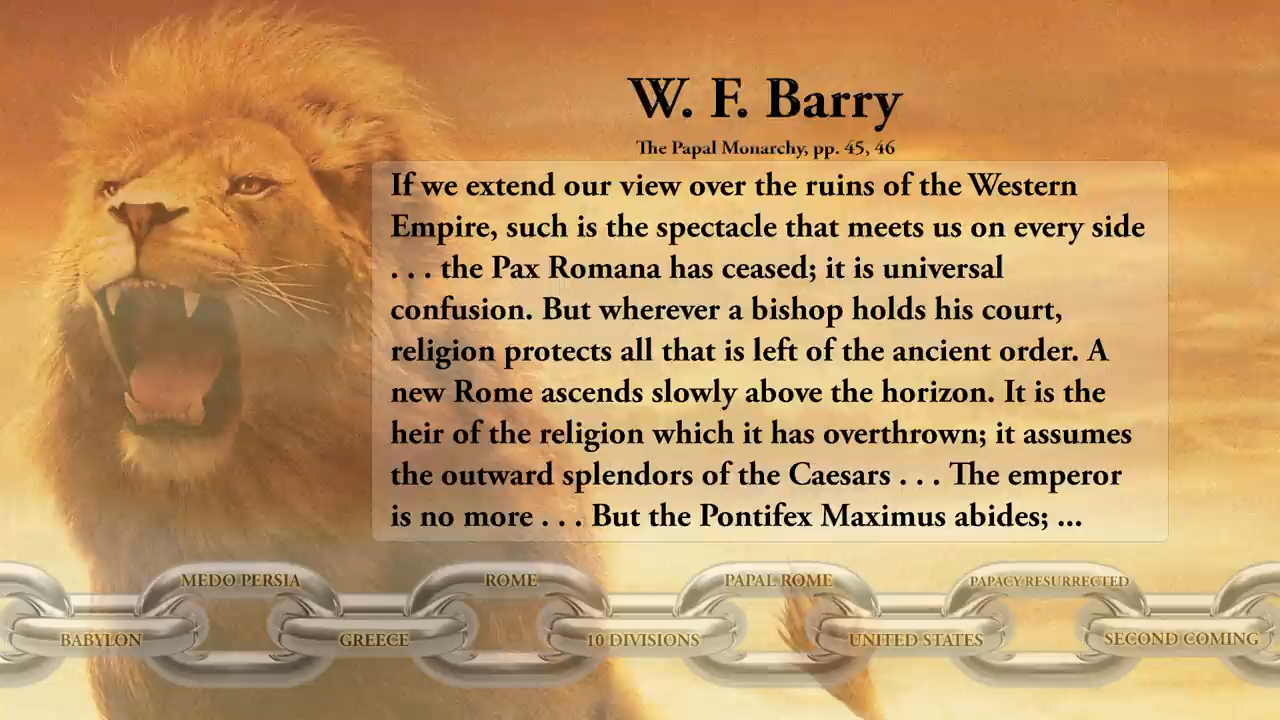 W. F. Barry
The Papal Monarchy, pp. 45, 46
If we extend our view over the ruins of the Western
Empire, such is the spectacle that meets us on every side
. . . the Pax Romana has ceased; it is universal
confusion. But wherever a bishop holds his court,
religion protects all that is left of the ancient order. A
new Rome ascends slowly above the horizon. It is the
heir of the religion which it has overthrown; it assumes
the outward splendors of the Caesars . . . The emperor
is no more . . . But the Pontifex Maximus abides; ...
MEDO PERSIA ROME PAPAL ROME PAPACY RESURRECTED
BABYLON GREECE 10 DIVISIONS UNITED STATES SECOND COMING